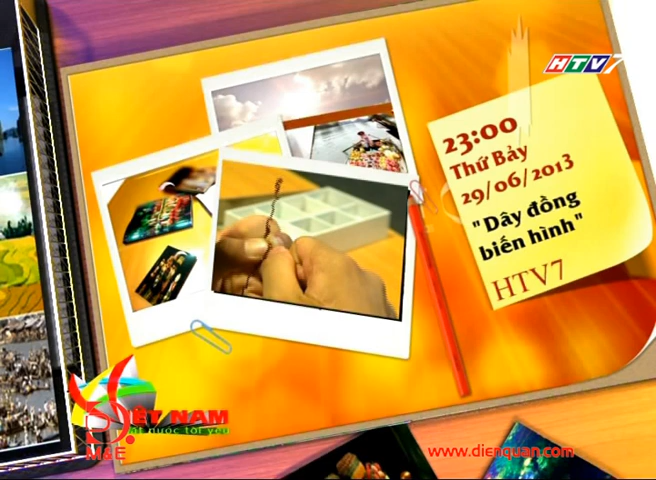 HTV7
23:00
Thứ Bảy
29/06/2013
"Dây đồng
biến hình"
HTV7
VIỆT NAM
đất nước tôi yêu
M&E
www.dienquan.com